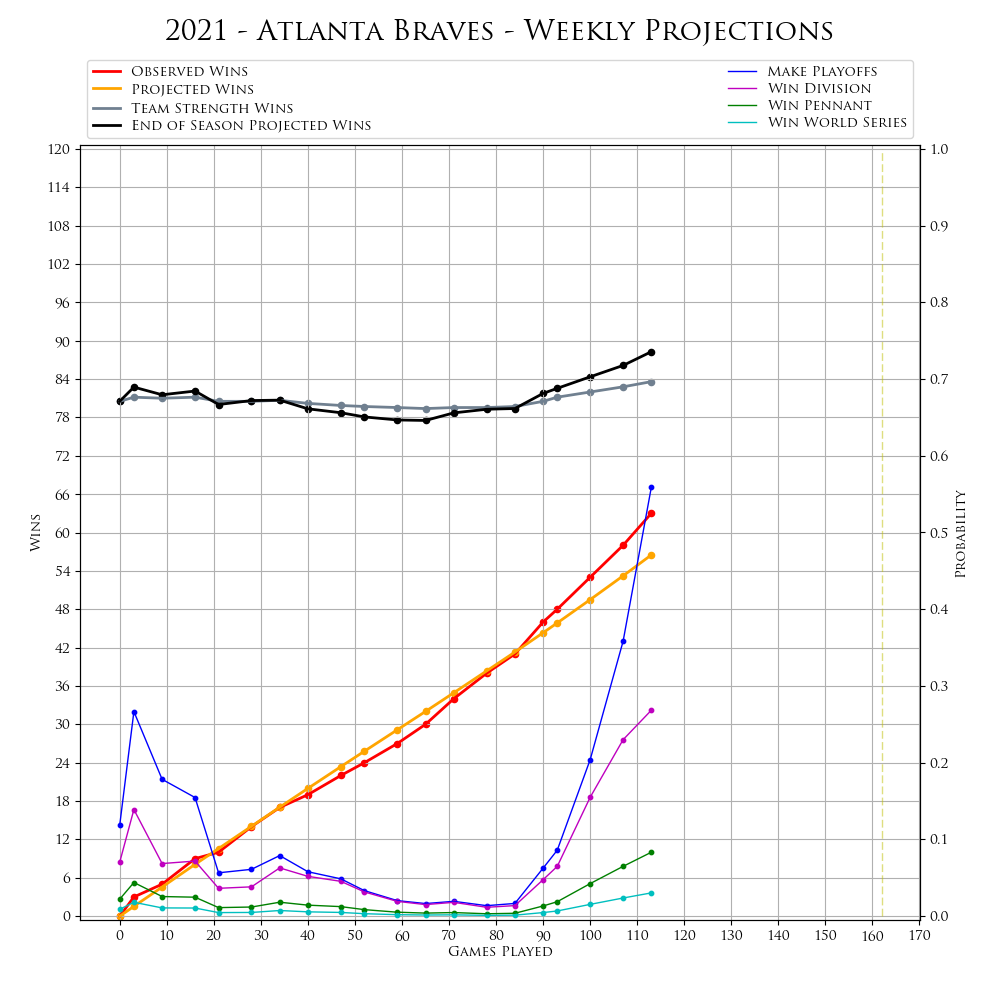 2021 - Atlanta Braves - Weekly Projections
Observed Wins
Projected Wins
Team Strength Wins
End of Season Projected Wins
Make Playoffs
Win Division
Win Pennant
Win World Series
120
114
108
102
96
90
84
78
72
66
60
54
48
42
36
30
24
18
12
6
0
Wins
1.0
0.9
0.8
0.7
0.6
0.5
0.4
0.3
0.2
0.1
0.0
Probability
0 10 20 30 40 50 60 70 80 90 100 110 120 130 140 150 160 170
Games Played